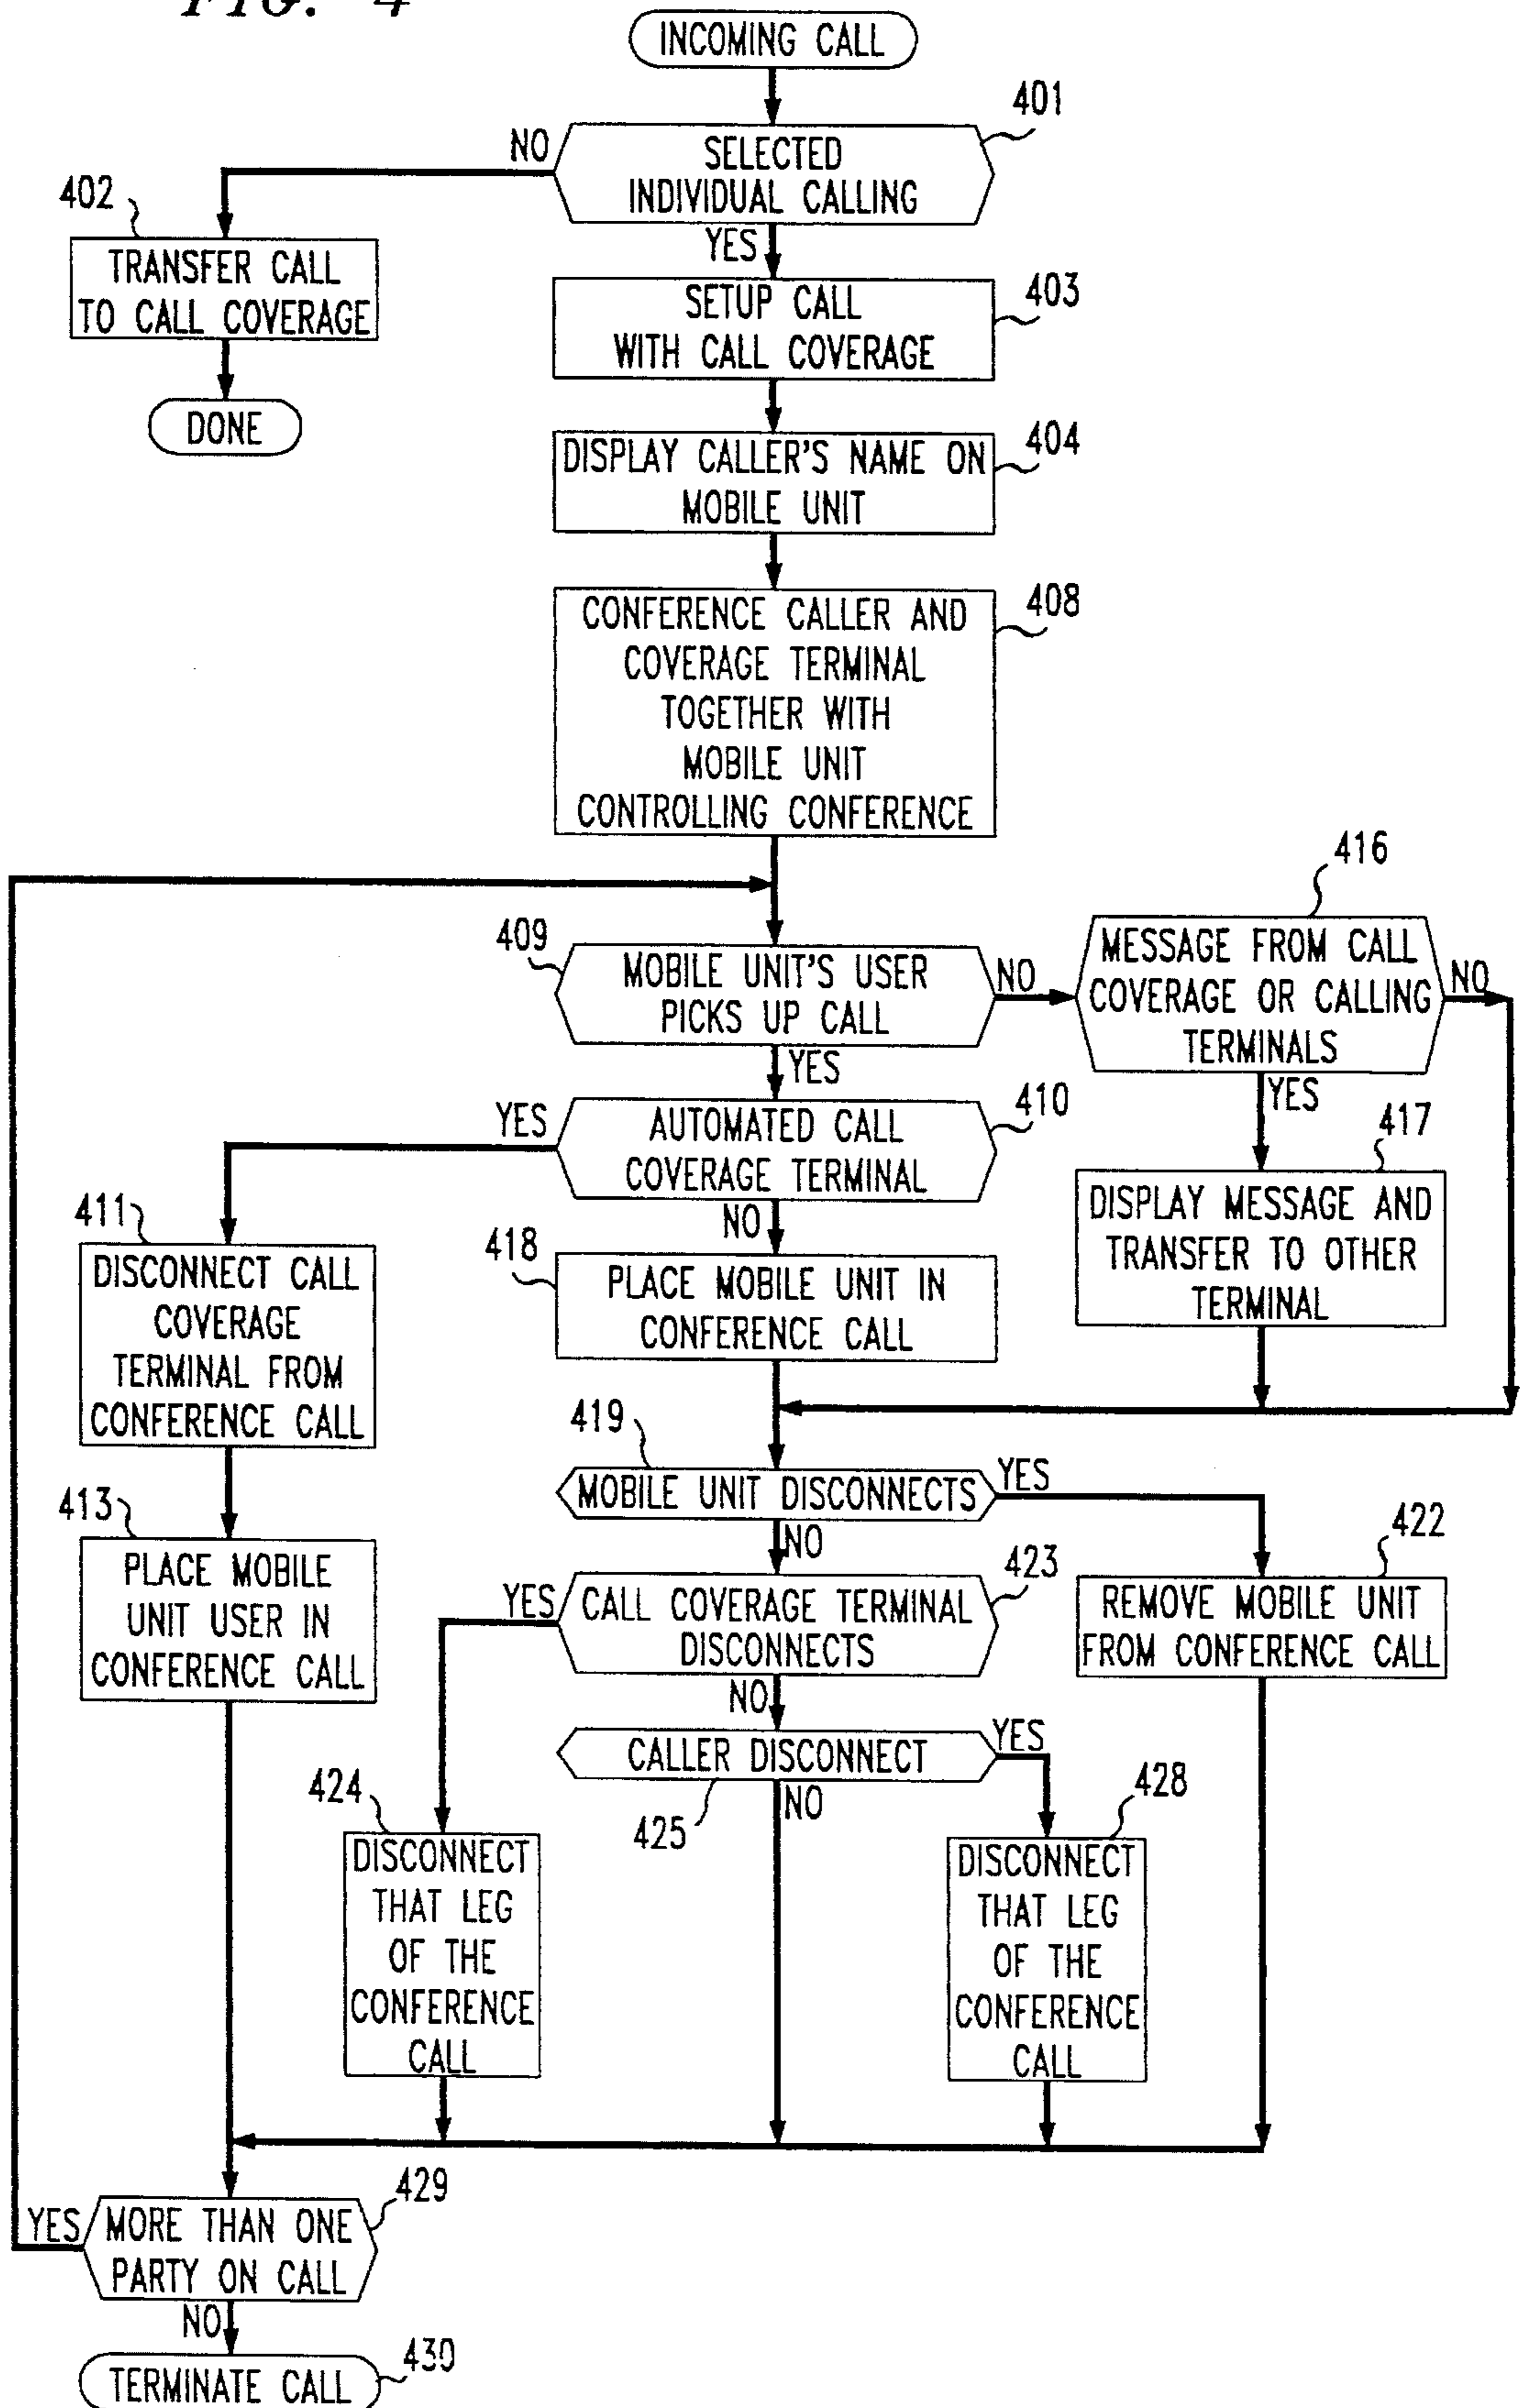 FIG. 4
INCOMING CALL
401
NO
SELECTED
INDIVIDUAL CALLING
402
YES
TRANSFER CALL
TO CALL COVERAGE
SETUP CALL
WITH CALL COVERAGE
403
DONE
DISPLAY CALLER'S NAME ON
MOBILE UNIT
404
CONFERENCE CALLER AND
COVERAGE TERMINAL
TOGETHER WITH
MOBILE UNIT
CONTROLLING CONFERENCE
408
416
409
MOBILE UNIT'S USER
PICKS UP CALL
NO
MESSAGE FROM CALL
COVERAGE OR CALLING
TERMINALS
NO
YES
YES
YES
AUTOMATED CALL
COVERAGE TERMINAL
410
417
411
NO
DISPLAY MESSAGE AND
TRANSFER TO OTHER
TERMINAL
418
DISCONNECT CALL
COVERAGE
TERMINAL FROM
CONFERENCE CALL
PLACE MOBILE UNIT IN
CONFERENCE CALL
419
MOBILE UNIT DISCONNECTS
YES
413
NO
422
PLACE MOBILE
UNIT USER IN
CONFERENCE CALL
YES
CALL COVERAGE TERMINAL
DISCONNECTS
423
REMOVE MOBILE UNIT
FROM CONFERENCE CALL
NO
CALLER DISCONNECT
YES
424
425
NO
428
DISCONNECT
THAT LEG
OF THE
CONFERENCE
CALL
DISCONNECT
THAT LEG
OF THE
CONFERENCE
CALL
429
YES
MORE THAN ONE
PARTY ON CALL
NO
TERMINATE CALL
430